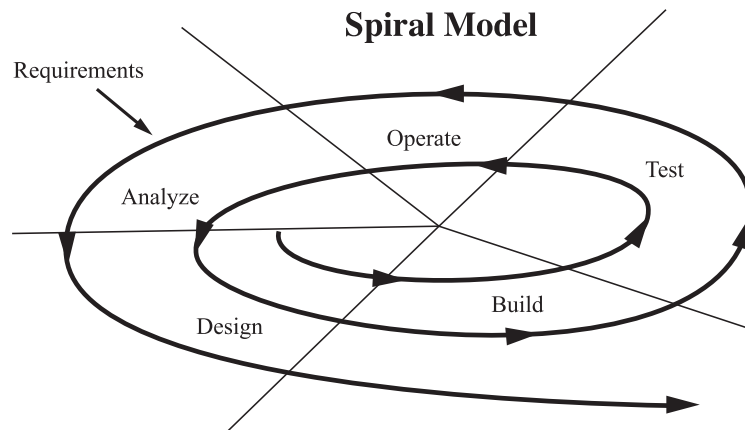 Spiral Model
Requirements
Operate
Test
Analyze
Build
Design